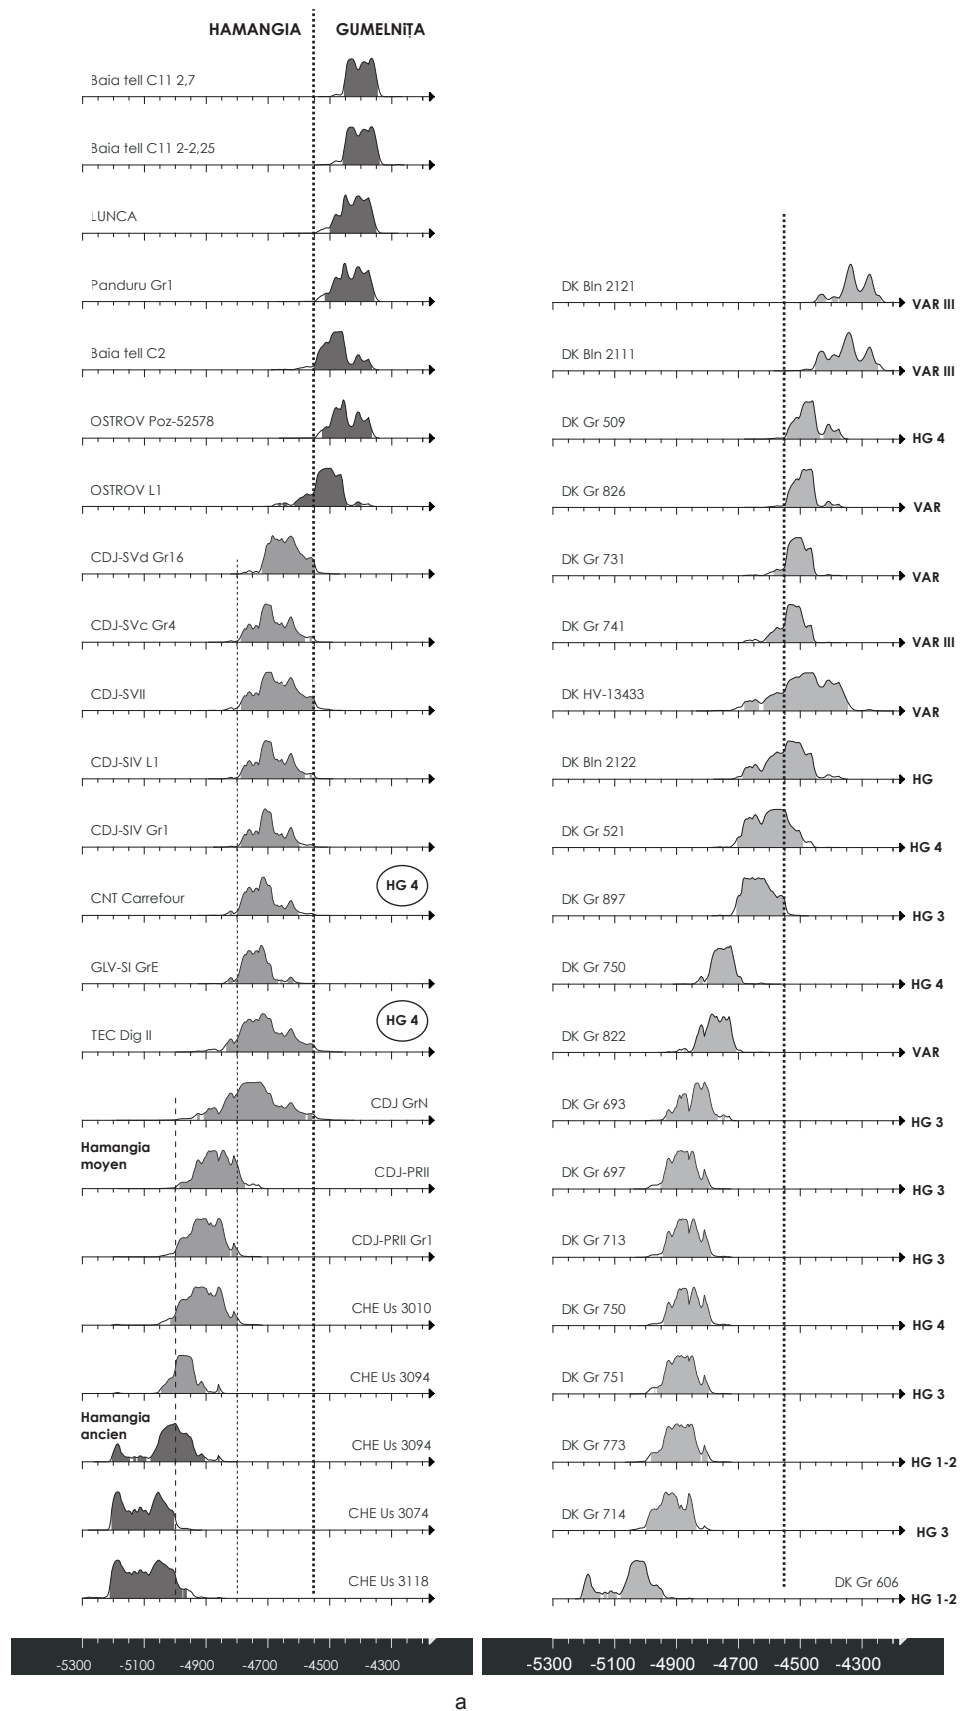 HAMANGIA GUMELNIŢA
Baia tell C11 2,7
Baia tell C11 2-2,25
LUNCA
Panduru Gr1
Baia tell C2
OSTROV Poz-52578
OSTROV L1
CDJ-SVd Gr16
CDJ-SVc Gr4
CDJ-SVII
CDJ-SIV L1
CDJ-SIV Gr1
CNT Carrefour
HG 4
GLV-SI GrE
TEC Dig II
HG 4
CDJ GrN
Hamangia
moyen
CDJ-PRII
CDJ-PRII Gr1
CHE Us 3010
CHE Us 3094
Hamangia
ancien
CHE Us 3094
CHE Us 3074
CHE Us 3118
-5300 -5100 -4900 -4700 -4500 -4300
DK Bln 2121
VAR III
DK Bln 2111
VAR III
DK Gr 509
HG 4
DK Gr 826
VAR
DK Gr 731
VAR
DK Gr 741
VAR III
DK HV-13433
VAR
DK Bln 2122
HG
DK Gr 521
HG 4
DK Gr 897
HG 3
DK Gr 750
HG 4
DK Gr 822
VAR
DK Gr 693
HG 3
DK Gr 697
HG 3
DK Gr 713
HG 3
DK Gr 750
HG 4
DK Gr 751
HG 3
DK Gr 773
HG 1-2
DK Gr 714
HG 3
DK Gr 606
HG 1-2
-5300 -5100 -4900 -4700 -4500 -4300
a